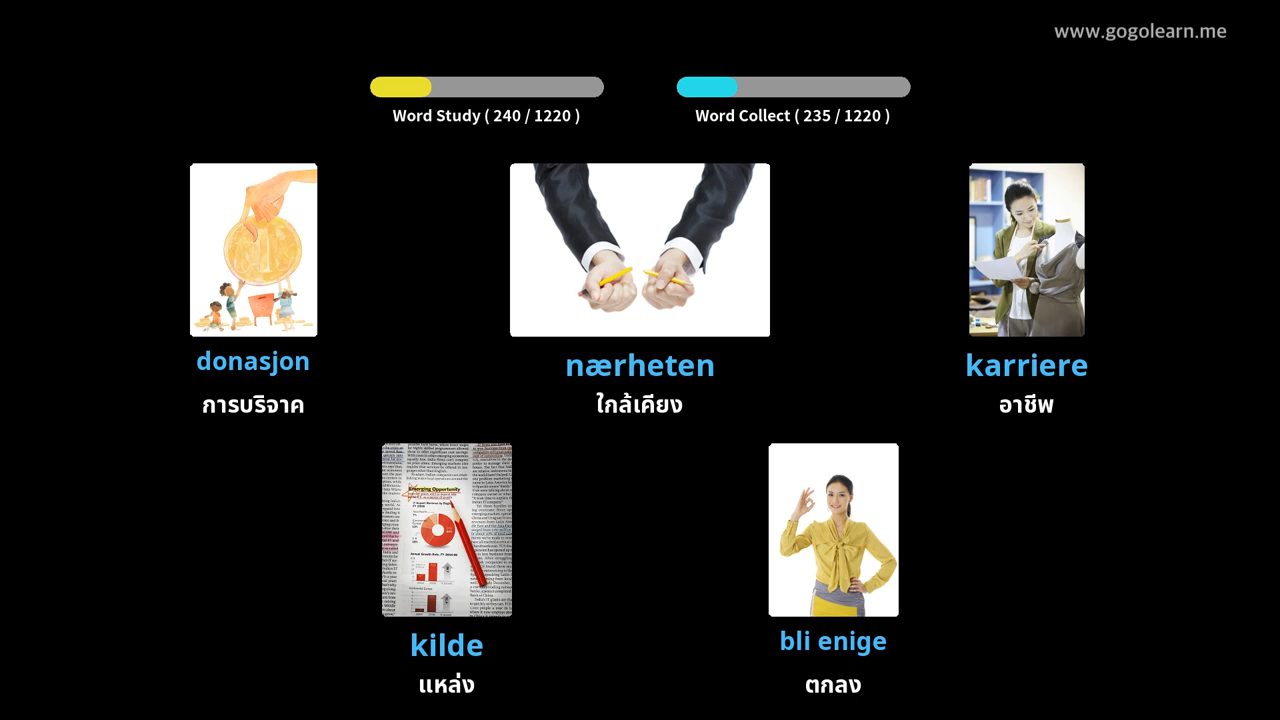 www.gogolearn.me
Word Study ( 240 / 1220 )
Word Collect ( 235 / 1220 )
donasjon
nærheten
karriere
การบริจาค
ใกล้เคียง
อาชีพ
Emerging Opportunity
kilde
bli enige
แหล่ง
ตกลง